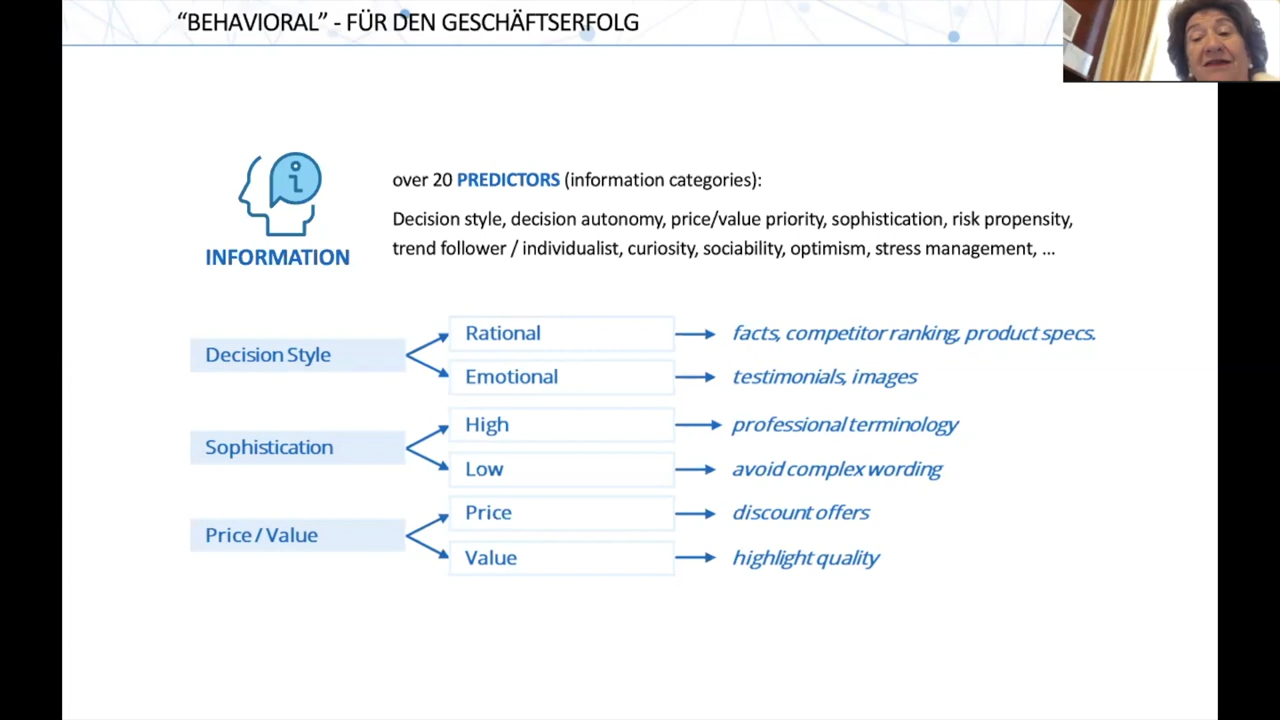 “BEHAVIORAL” - FÜR DEN GESCHÄFTSERFOLG
i
INFORMATION
over 20 PREDICTORS (information categories):
Decision style, decision autonomy, price/value priority, sophistication, risk propensity,
trend follower / individualist, curiosity, sociability, optimism, stress management, ...
Decision Style
Rational
facts, competitor ranking, product specs.
Emotional
testimonials, images
Sophistication
High
professional terminology
Low
avoid complex wording
Price / Value
Price
discount offers
Value
highlight quality